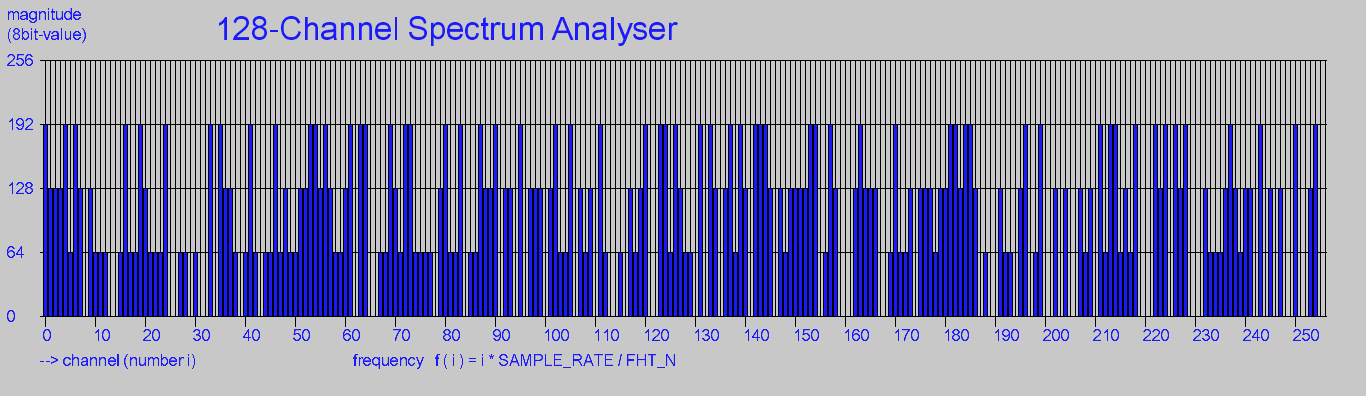 magnitude
(8bit-value)
128-Channel Spectrum Analyser
256
192
128
64
0
0 10 20 30 40 50 60 70 80 90 100 110 120 130 140 150 160 170 180 190 200 210 220 230 240 250
--> channel (number i)
frequency f ( i ) = i * SAMPLE_RATE / FHT_N